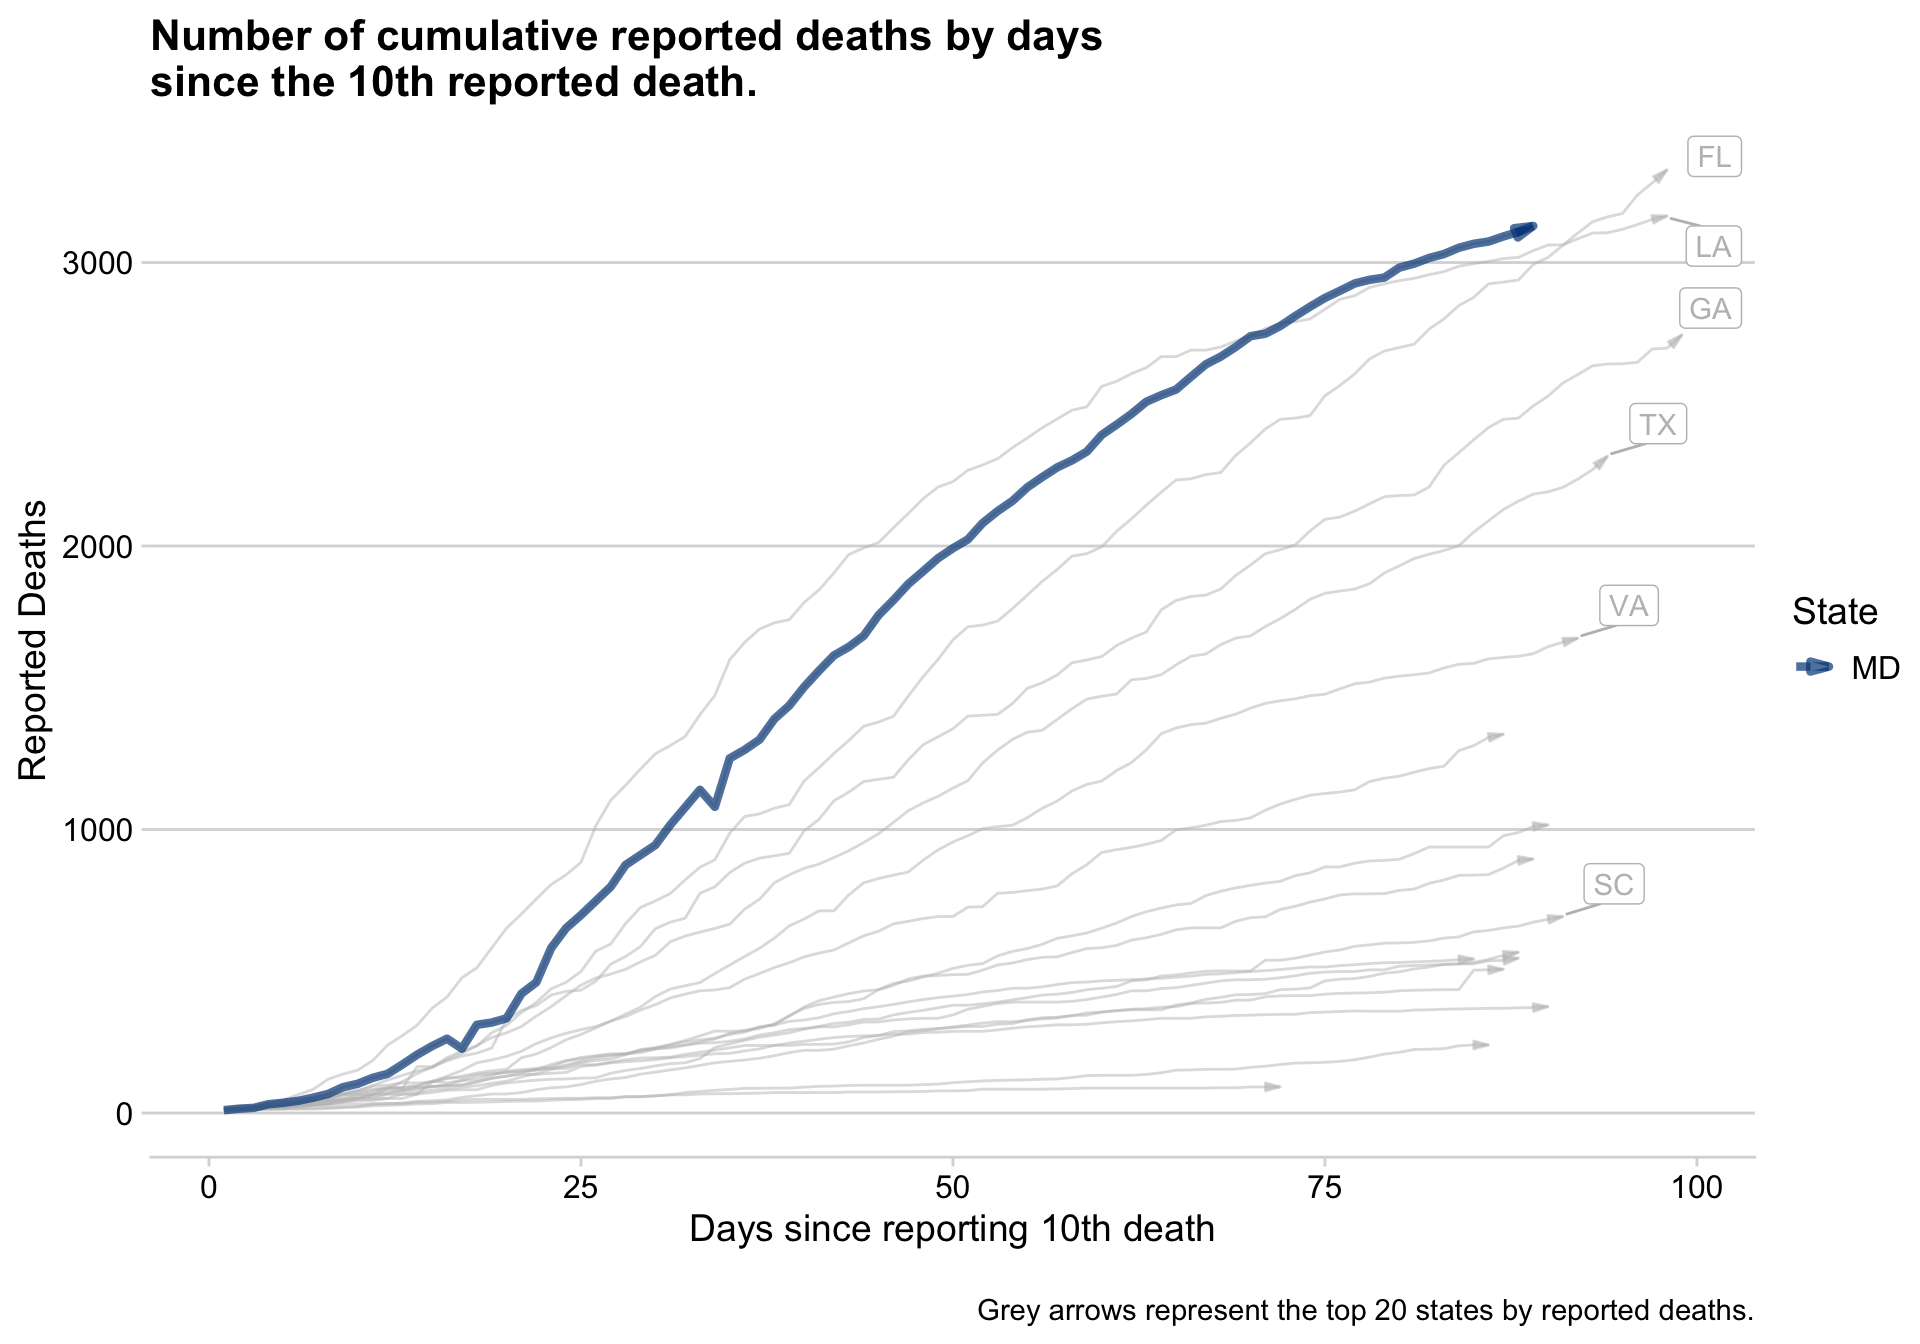 Number of cumulative reported deaths by days
since the 10th reported death.
FL
LA
GA
TX
VA
SC
3000
2000
1000
0
Reported Deaths
0
25
50
75
100
Days since reporting 10th death
State
MD
Grey arrows represent the top 20 states by reported deaths.